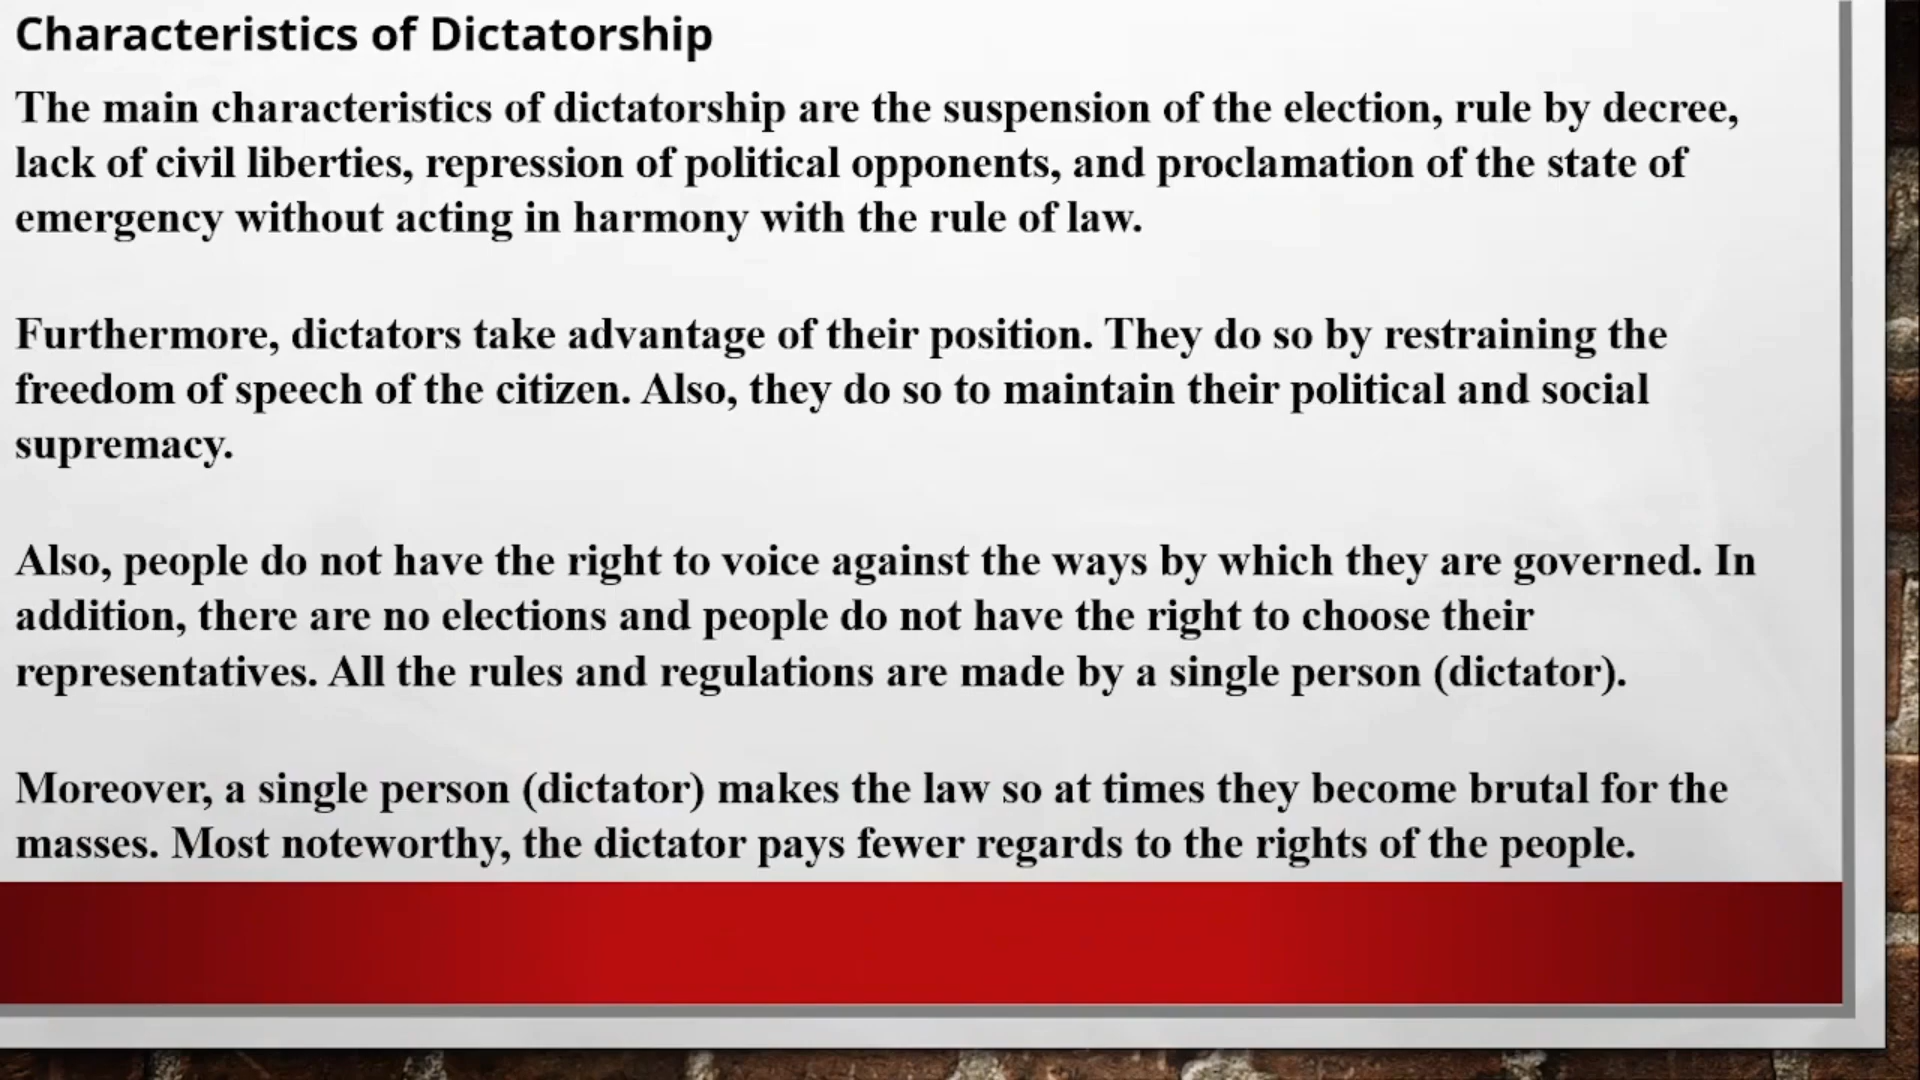 Characteristics of Dictatorship
The main characteristics of dictatorship are the suspension of the election, rule by decree,
lack of civil liberties, repression of political opponents, and proclamation of the state of
emergency without acting in harmony with the rule of law.
Furthermore, dictators take advantage of their position. They do so by restraining the
freedom of speech of the citizen. Also, they do so to maintain their political and social
supremacy.
Also, people do not have the right to voice against the ways by which they are governed. In
addition, there are no elections and people do not have the right to choose their
representatives. All the rules and regulations are made by a single person (dictator).
Moreover, a single person (dictator) makes the law so at times they become brutal for the
masses. Most noteworthy, the dictator pays fewer regards to the rights of the people.